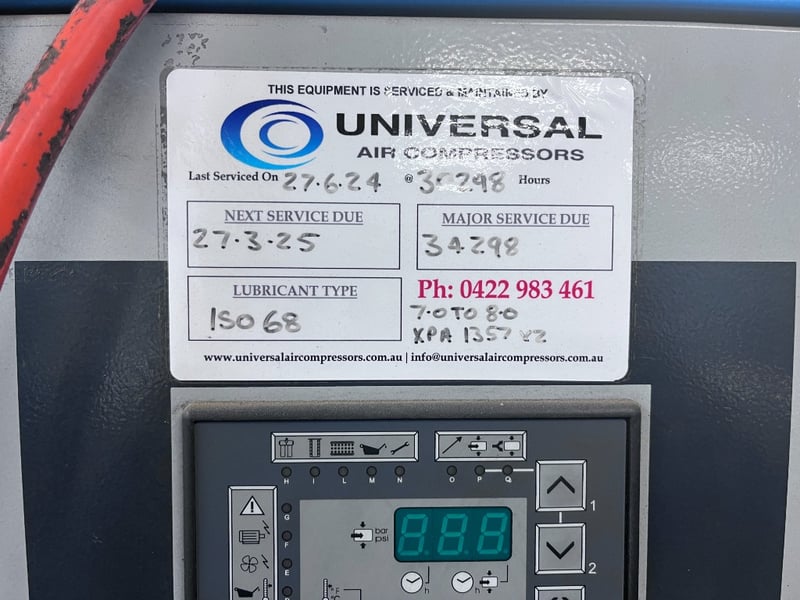 THIS EQUIPMENT IS SERVICED & MAINTAINED BY
UNIVERSAL
AIR COMPRESSORS
Last Serviced On 27.6.24 @ 30298 Hours
NEXT SERVICE DUE
27.3.25
MAJOR SERVICE DUE
34298
LUBRICANT TYPE
ISO 68
Ph: 0422 983 461
7.0 TO 8.0
XPA 1357 x2
www.universalaircompressors.com.au | info@universalaircompressors.com.au
H I L M N O P Q
G
F
E
bar
psi
888
1
2
h h
°F